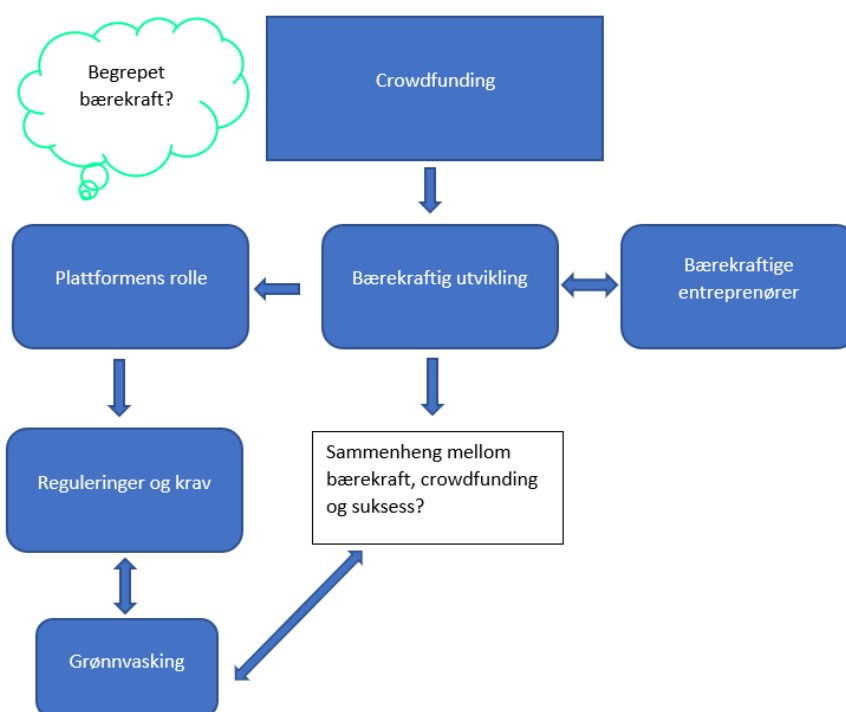 Begrepet
bærekraft?
Crowdfunding
Plattformens rolle
Bærekraftig utvikling
Bærekraftige
entreprenører
Reguleringer og krav
Sammenheng mellom
bærekraft, crowdfunding
og suksess?
Grønnvasking